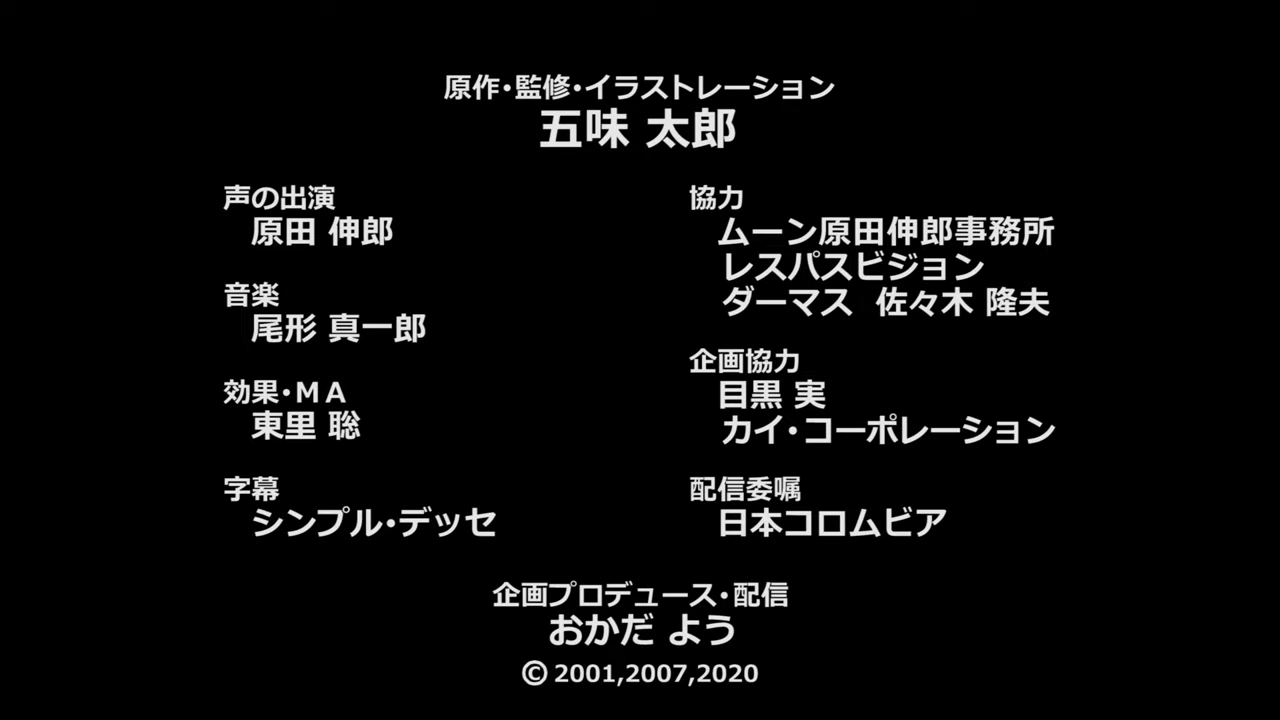 原作・監修・イラストレーション
五味 太郎
声の出演
原田 伸郎
音楽
尾形 真一郎
効果・ＭＡ
東里 聡
字幕
シンプル・デッセ
協力
ムーン原田伸郎事務所
レスパスビジョン
ダーマス 佐々木 隆夫
企画協力
目黒 実
カイ・コーポレーション
配信委嘱
日本コロムビア
企画プロデュース・配信
おかだ よう
© 2001,2007,2020